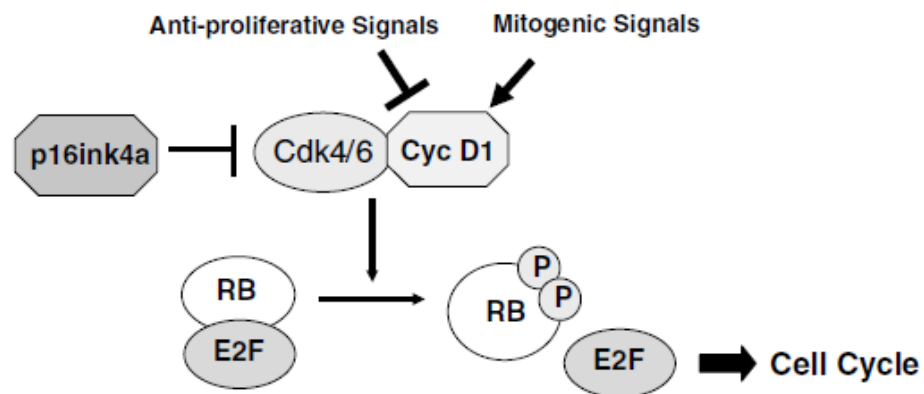 Anti-proliferative Signals
Mitogenic Signals
p16ink4a
Cdk4/6
Cyc D1
RB
E2F
RB
P
P
E2F
Cell Cycle